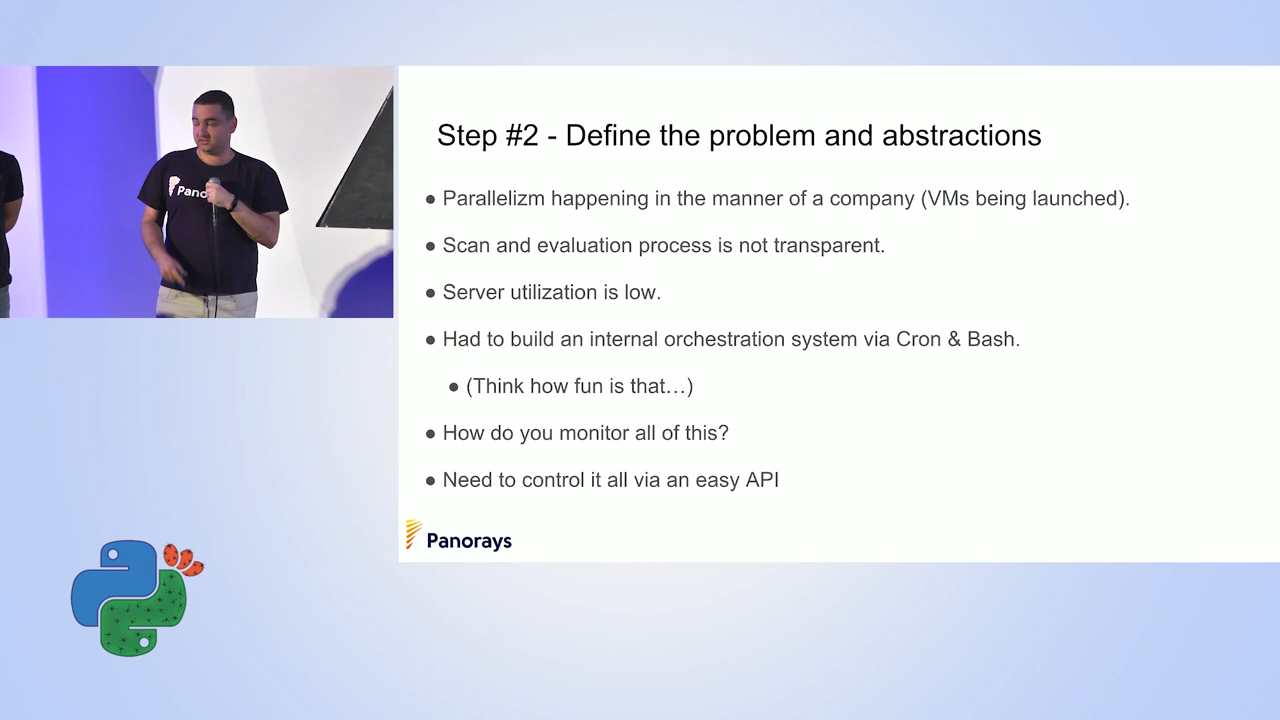 Pano
Step #2 - Define the problem and abstractions
● Parallelizm happening in the manner of a company (VMs being launched).
● Scan and evaluation process is not transparent.
● Server utilization is low.
● Had to build an internal orchestration system via Cron & Bash.
● (Think how fun is that…)
● How do you monitor all of this?
● Need to control it all via an easy API
Panorays